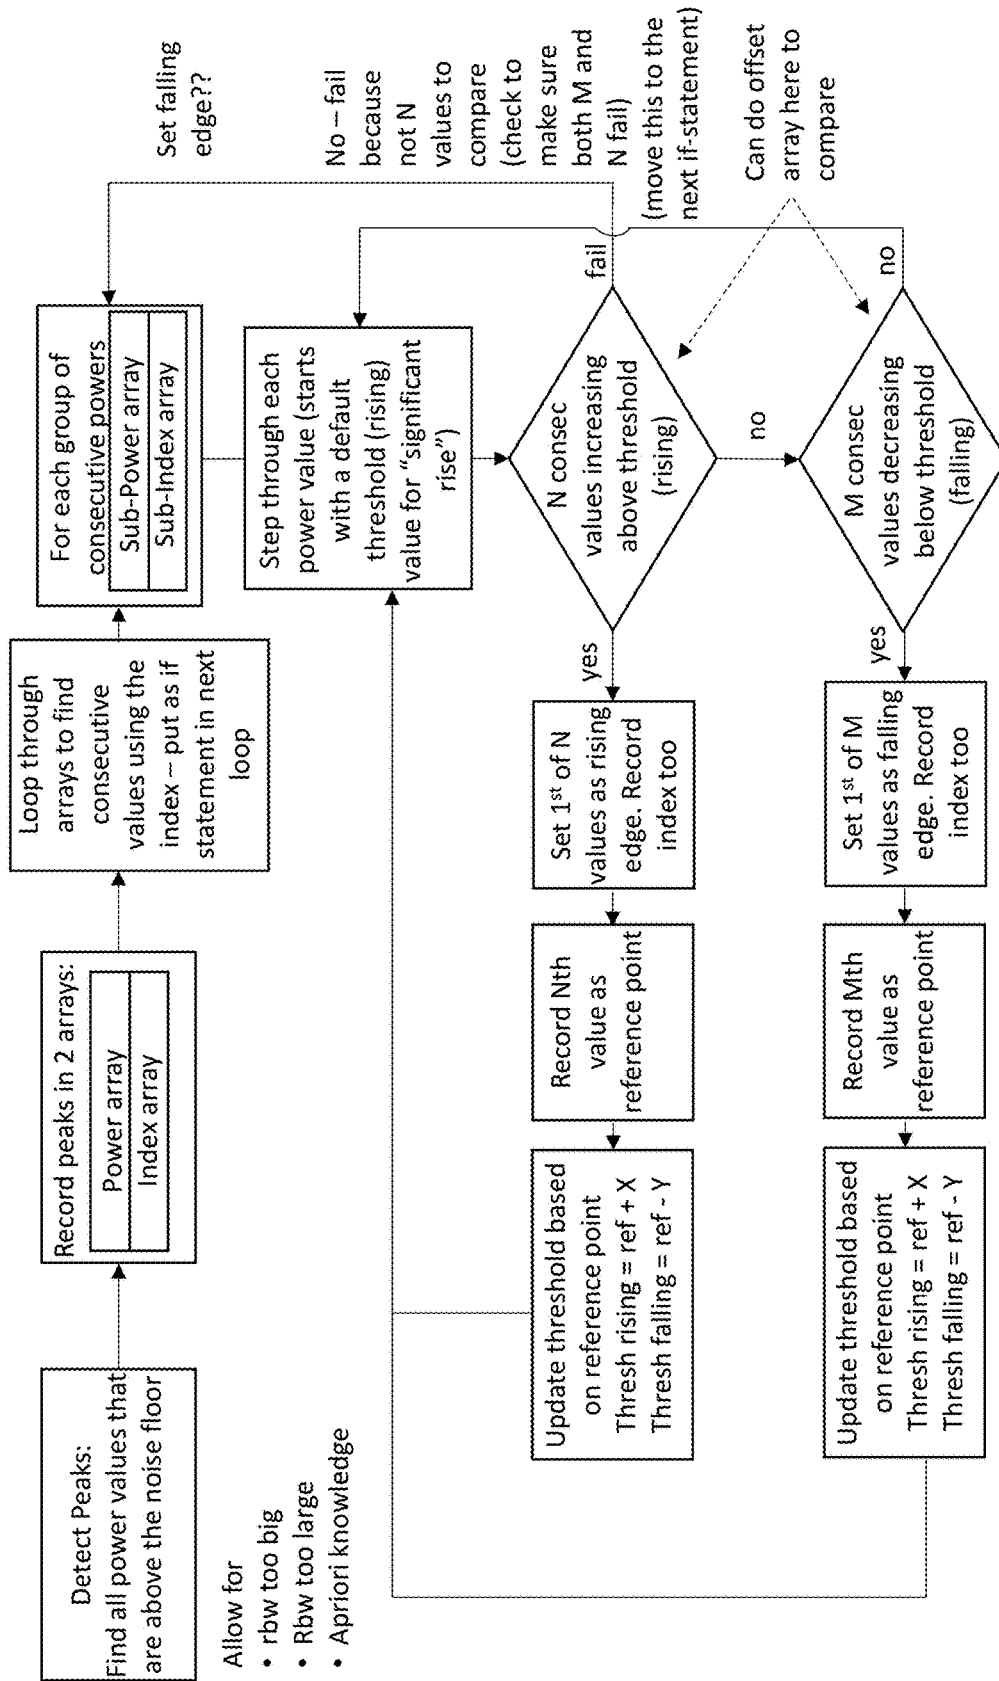 Detect Peaks:
Find all power values that
are above the noise floor
Allow for
• rbw too big
• Rbw too large
• Apriori knowledge
Record peaks in 2 arrays:
Power array
Index array
Loop through
arrays to find
consecutive
values using the
index – put as if
statement in next
loop
For each group of
consecutive powers
Sub-Power array
Sub-Index array
Set falling
edge??
Step through each
power value (starts
with a default
threshold (rising)
value for “significant
rise”)
No – fail
because
not N
values to
compare
(check to
make sure
both M and
N fail)
(move this to the
next if-statement)
N consec
values increasing
above threshold
(rising)
fail
yes
no
Can do offset
array here to
compare
Set 1st of N
values as rising
edge. Record
index too
Record Nth
value as
reference point
Update threshold based
on reference point
Thresh rising = ref + X
Thresh falling = ref - Y
M consec
values decreasing
below threshold
(falling)
no
yes
Set 1st of M
values as falling
edge. Record
index too
Record Mth
value as
reference point
Update threshold based
on reference point
Thresh rising = ref + X
Thresh falling = ref - Y